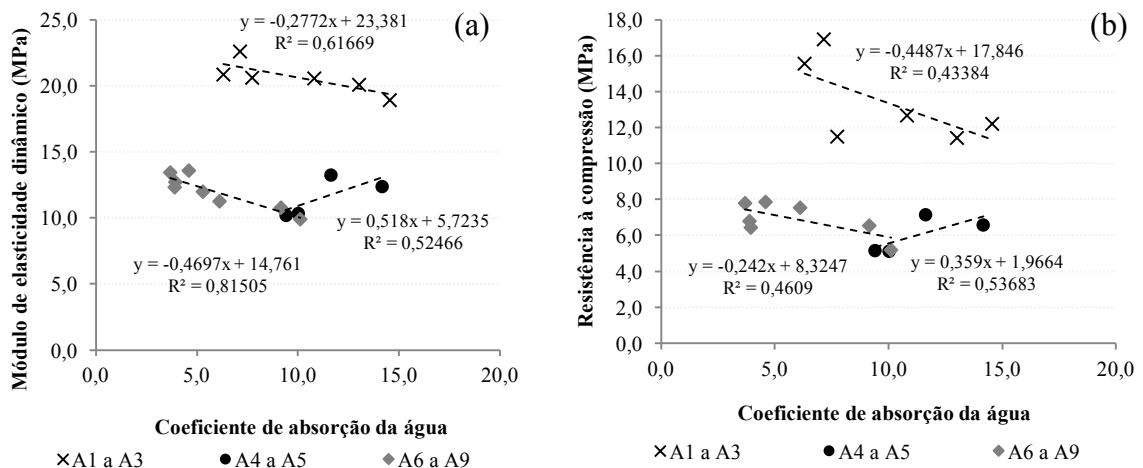 (a)
Módulo de elasticidade dinâmico (MPa)
25,0
20,0
15,0
10,0
5,0
0,0
y = -0,2772x + 23,381
R² = 0,61669
y = 0,518x + 5,7235
R² = 0,52466
y = -0,4697x + 14,761
R² = 0,81505
0,0 5,0 10,0 15,0 20,0
Coeficiente de absorção da água
A1 a A3 A4 a A5 A6 a A9
(b)
Resistência à compressão (MPa)
18,0
16,0
14,0
12,0
10,0
8,0
6,0
4,0
2,0
0,0
y = -0,4487x + 17,846
R² = 0,43384
y = -0,242x + 8,3247
R² = 0,4609
y = 0,359x + 1,9664
R² = 0,53683
0,0 5,0 10,0 15,0 20,0
Coeficiente de absorção da água
A1 a A3 A4 a A5 A6 a A9